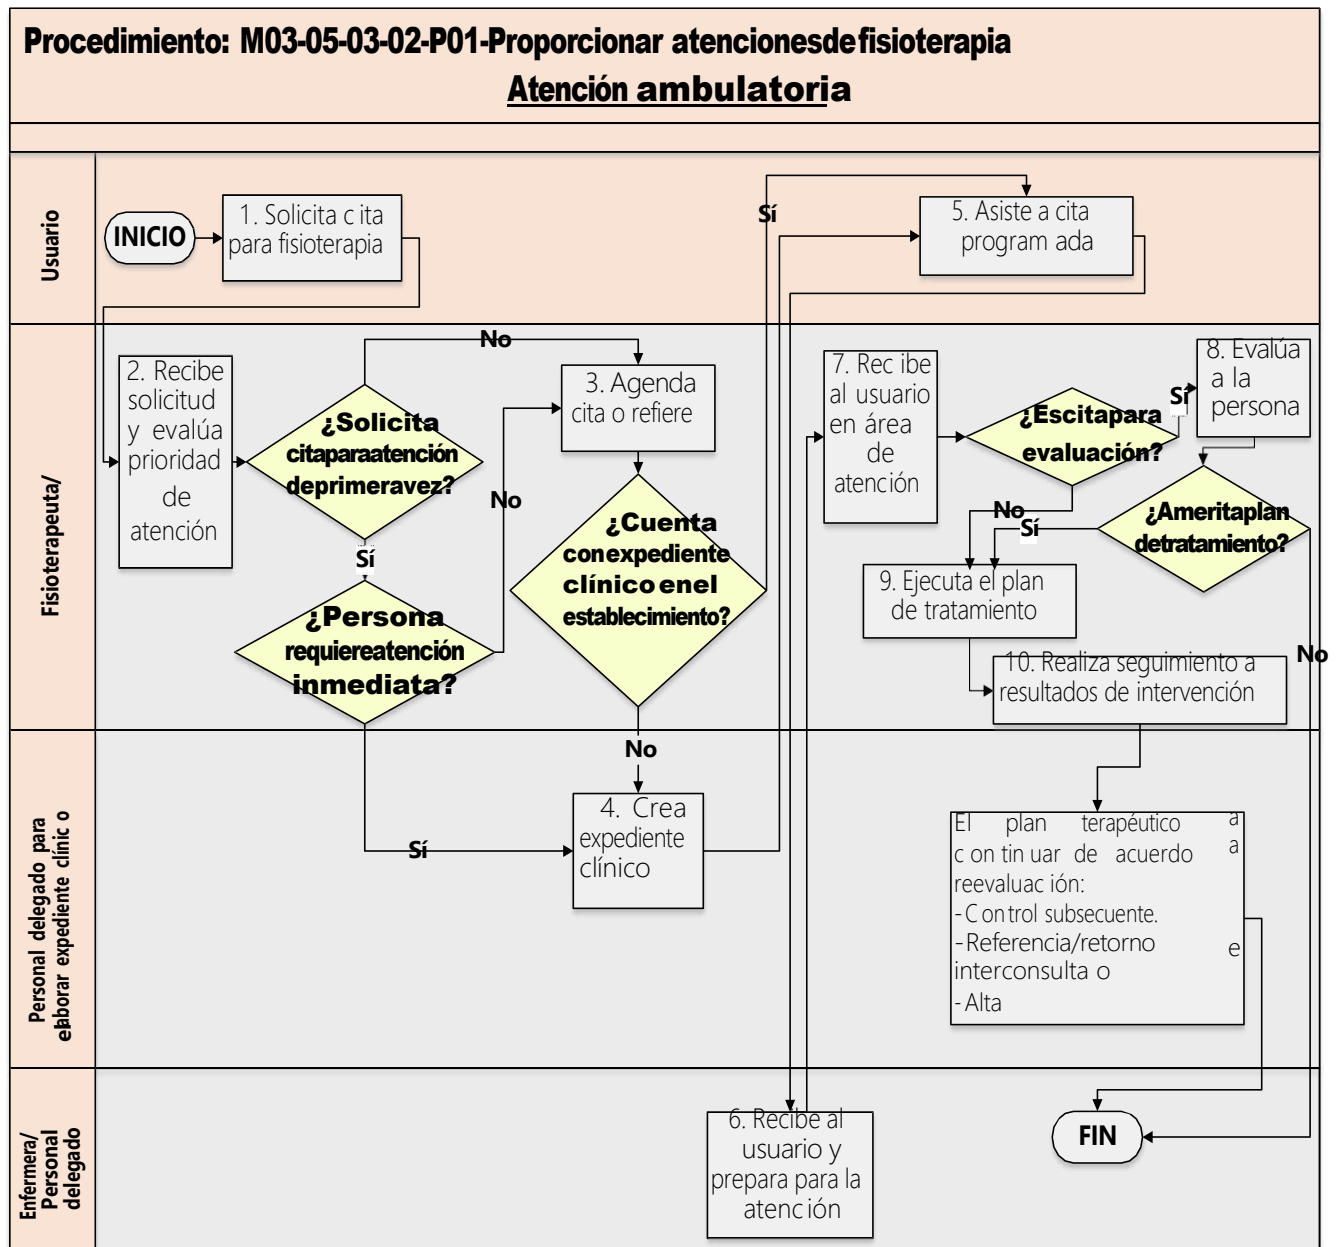 Procedimiento: M03-05-03-02-P01-Proporcionar atencionesdefisioterapia
Atención ambulatoria
Usuario
INICIO
1. Solicita c ita
para fisioterapia
Sí
5. Asiste a cita
program ada
Fisioterapeuta/
2. Recibe
solicitud
y evalúa
prioridad
de
atención
No
¿Solicita
citaparaatención
deprimeravez?
Sí
¿Persona
requiereatención
inmediata?
No
3. Agenda
cita o refiere
¿Cuenta
conexpediente
clínico enel
establecimiento?
7. Rec ibe
al usuario
en área
de
atención
¿Escitapara
evaluación?
Sí
8. Evalúa
a la
persona
No
Sí
¿Ameritaplan
detratamiento?
9. Ejecuta el plan
de tratamiento
No
10. Realiza seguimiento a
resultados de intervención
Personal delegado para
elaborar expediente clínic o
No
Sí
4. Crea
expediente
clínico
El plan terapéutico a
c on tin uar de acuerdo a
reevaluac ión:
-C on trol subsecuente.
-Referencia/retorno e
interconsulta o
-Alta
Enfermera/
Personal
delegado
6. Recibe al
usuario y
prepara para la
atenc ión
FIN